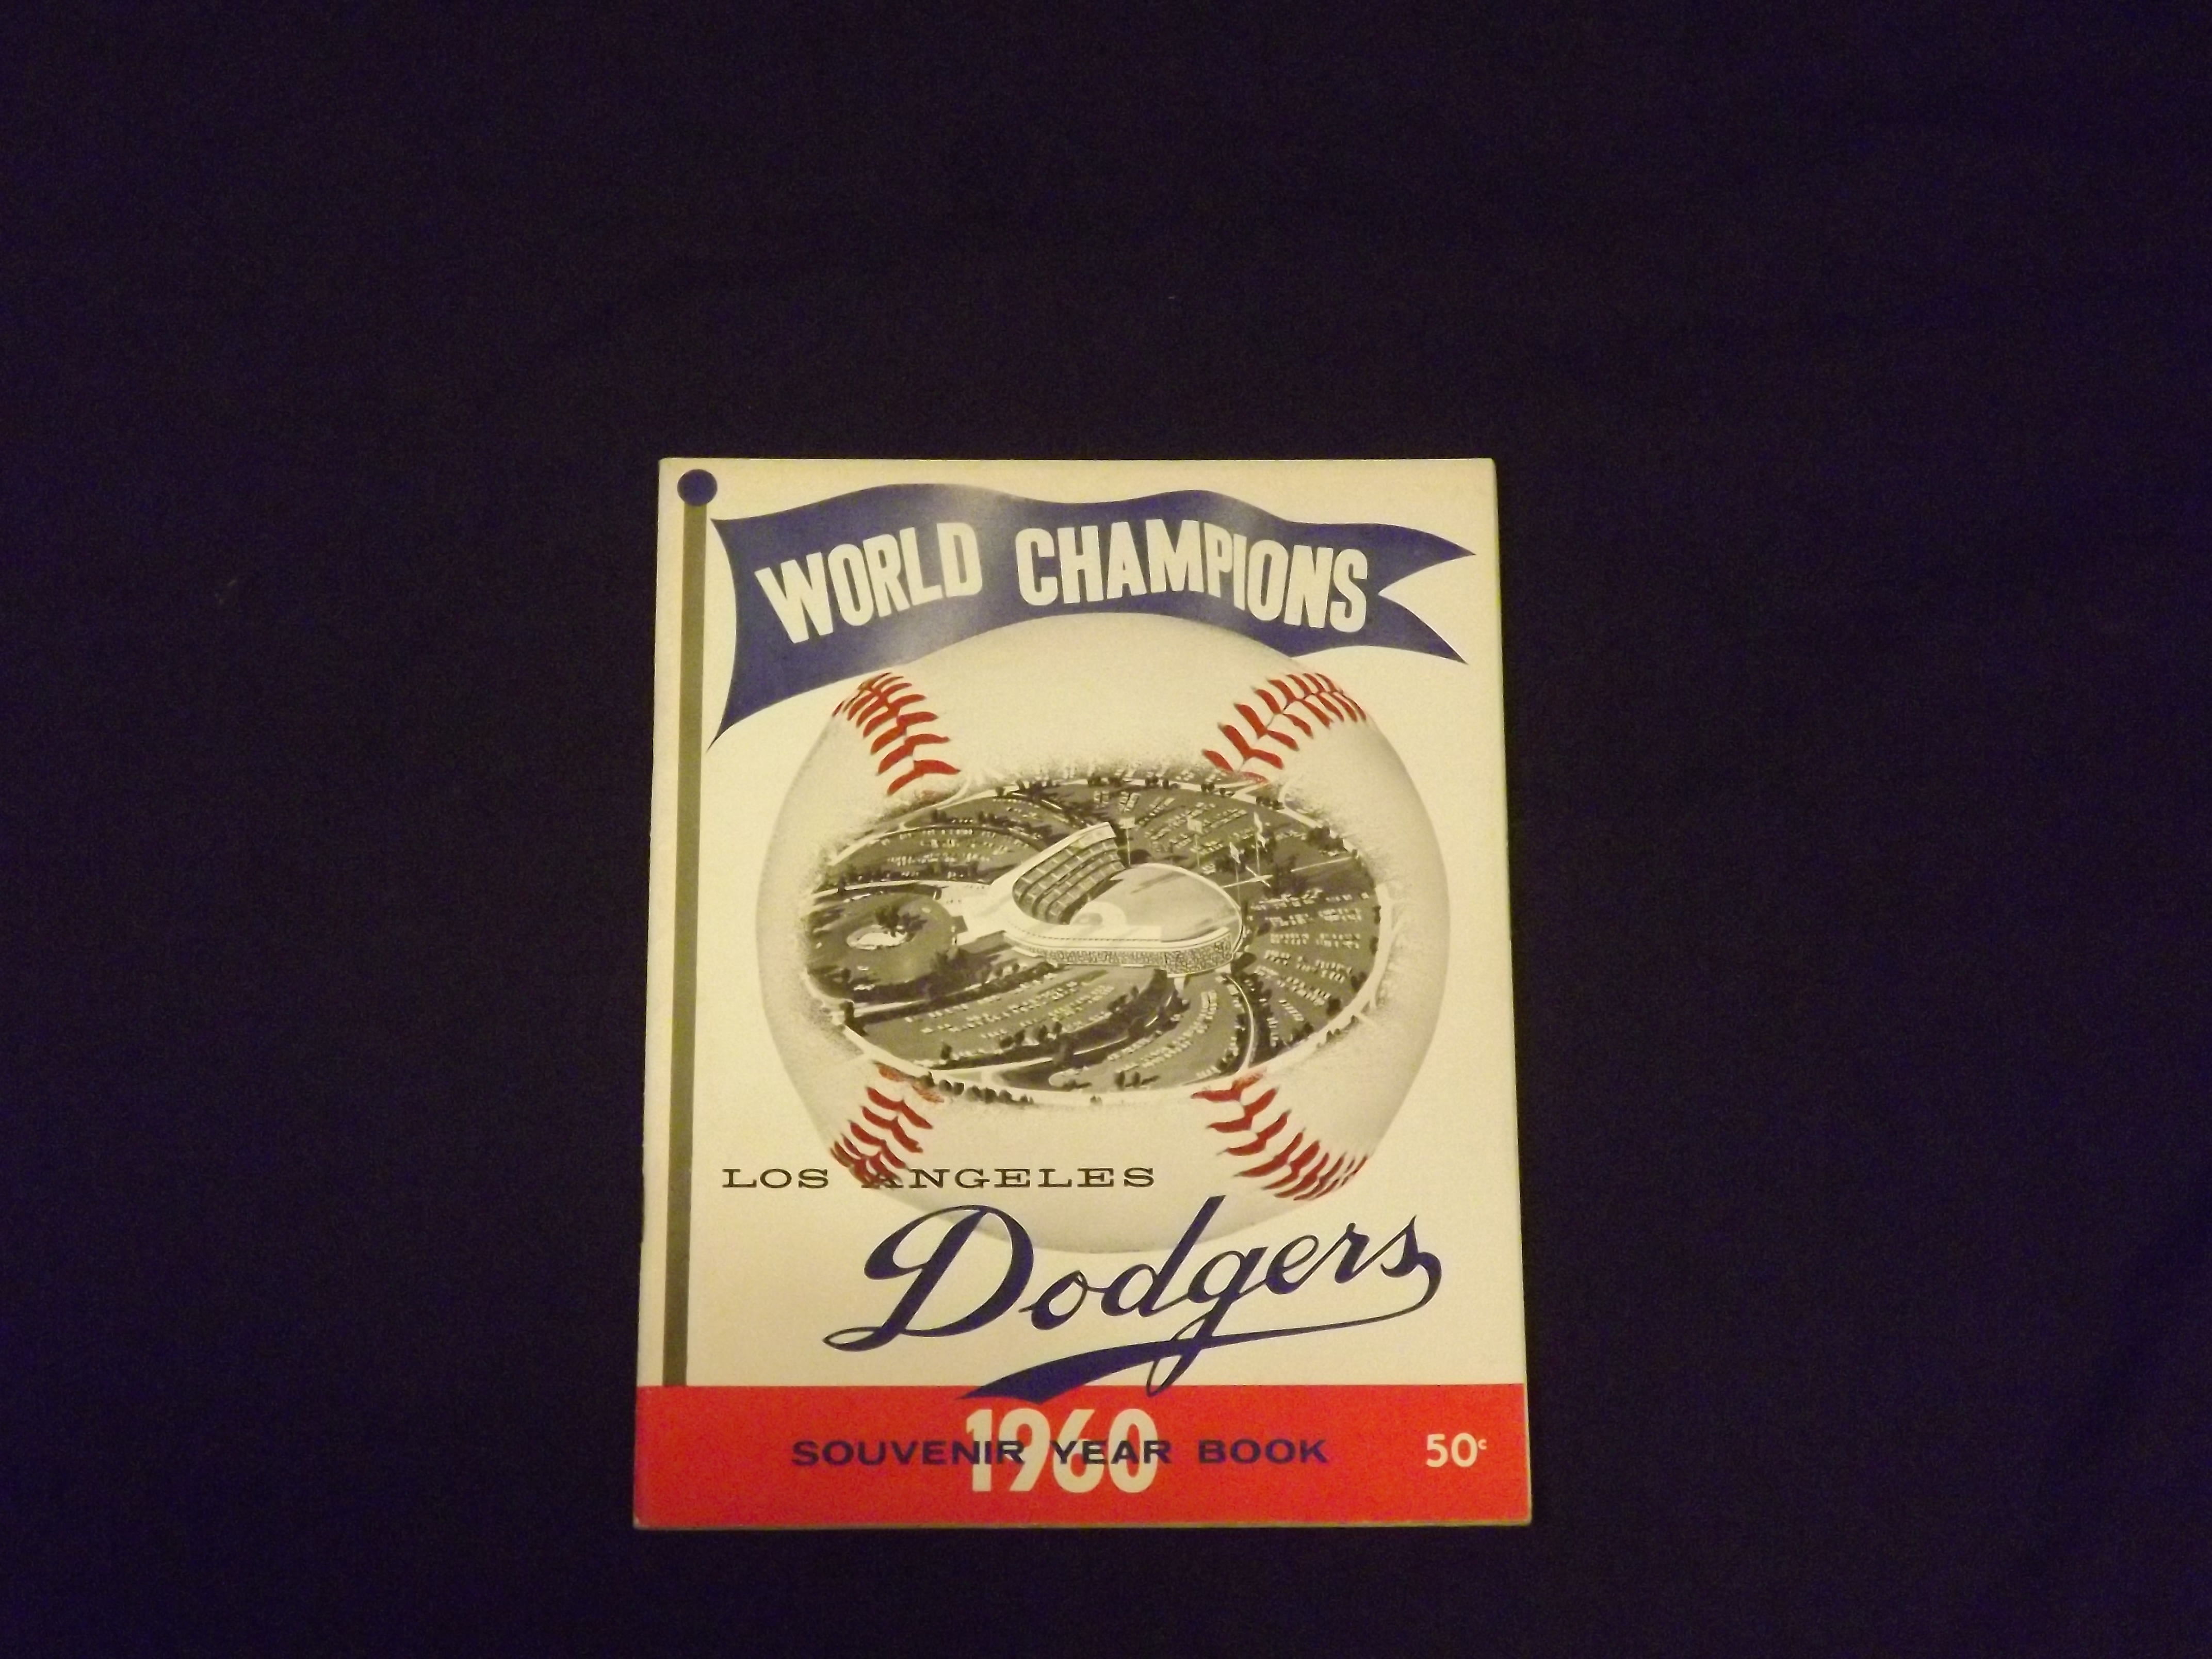 WORLD CHAMPIONS
LOS ANGELES
Dodgers
1960
SOUVENIR YEAR BOOK
50¢